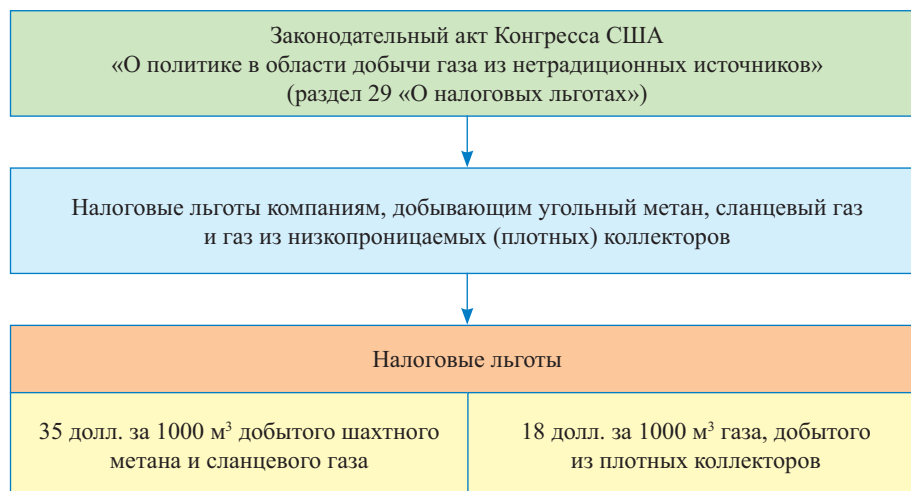 Законодательный акт Конгресса США
«О политике в области добычи газа из нетрадиционных источников»
(раздел 29 «О налоговых льготах»)
Налоговые льготы компаниям, добывающим угольный метан, сланцевый газ
и газ из низкопроницаемых (плотных) коллекторов
Налоговые льготы
35 долл. за 1000 м³ добытого шахтного
метана и сланцевого газа
18 долл. за 1000 м³ газа, добытого
из плотных коллекторов